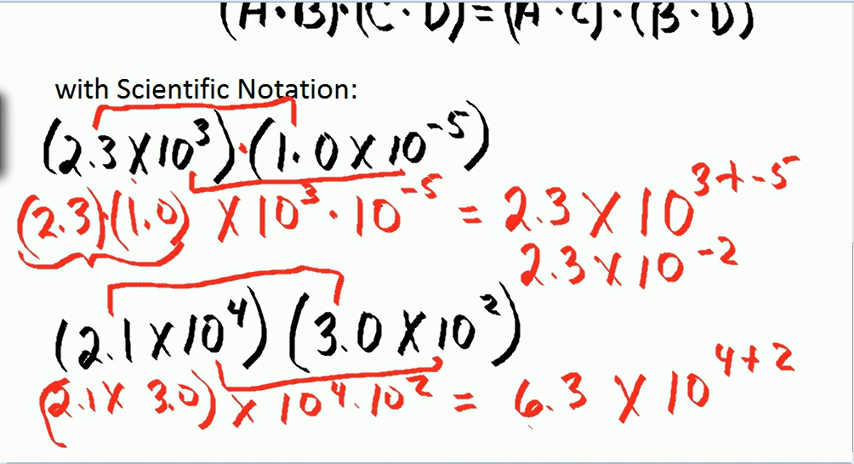 (A·B)·(C·D)=(A·C)·(B·D)
with Scientific Notation:
(2.3×10³)·(1.0×10⁻⁵)
(2.3)·(1.0) ×10³·10⁻⁵ = 2.3×10³⁺⁻⁵
2.3×10⁻²
(2.1×10⁴)(3.0×10²)
(2.1× 3.0) ×10⁴·10² = 6.3×10⁴⁺²